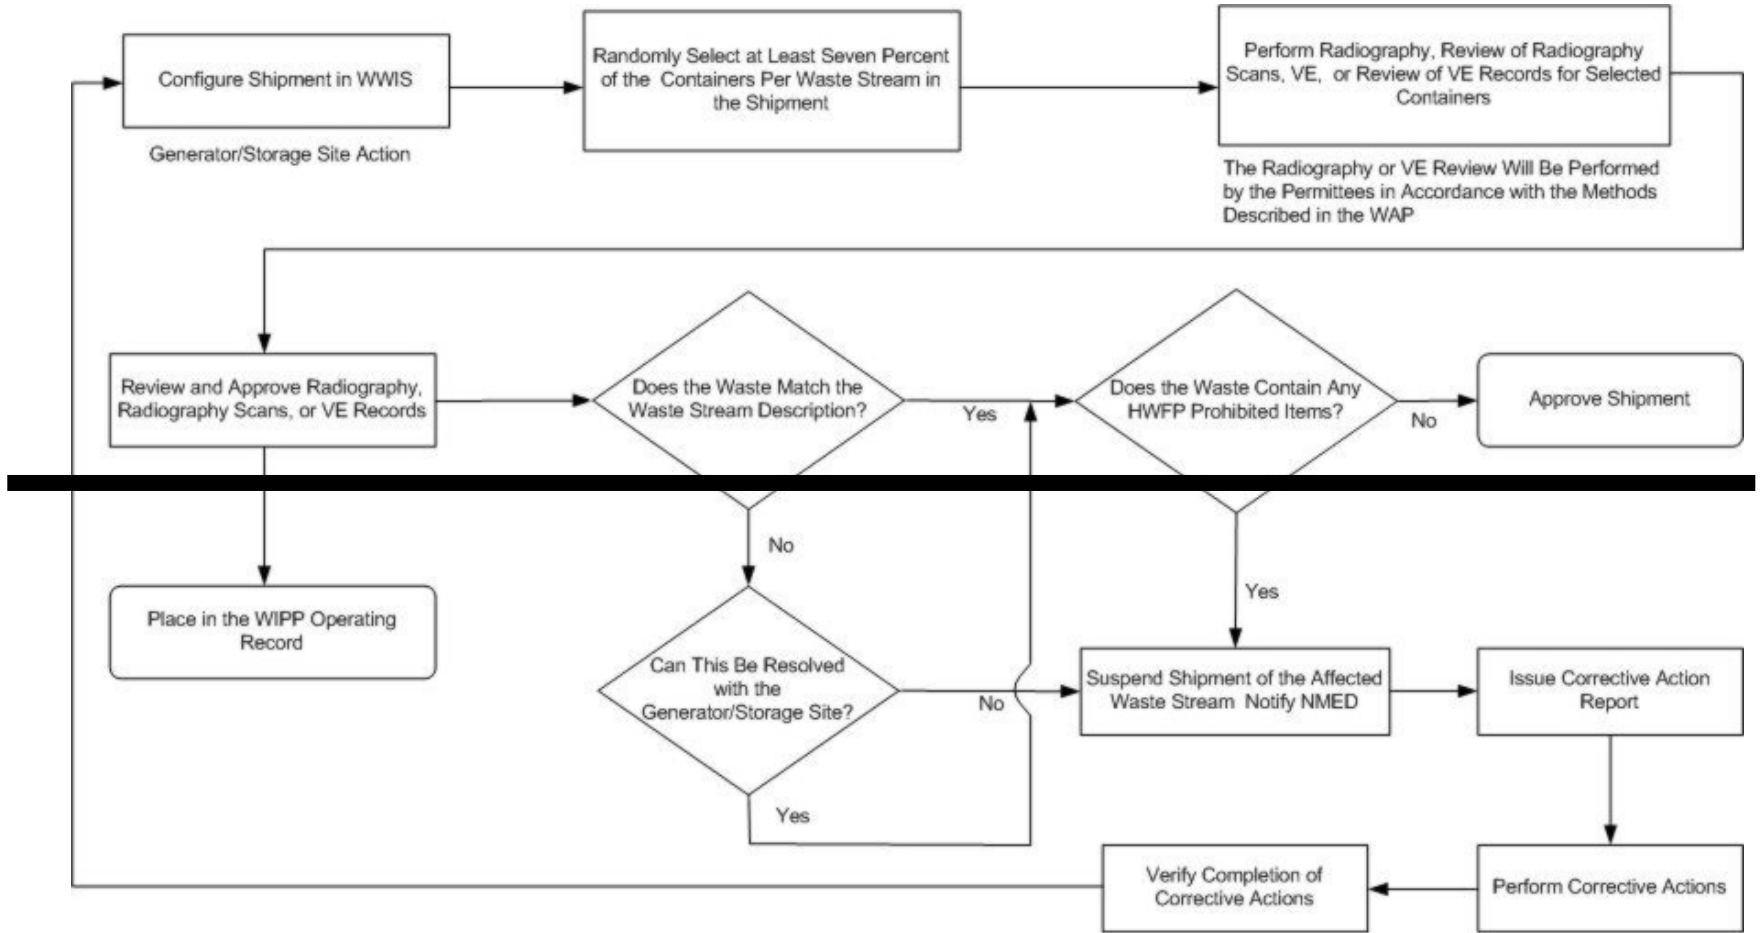 Configure Shipment in WWIS
Generator/Storage Site Action
Randomly Select at Least Seven Percent
of the Containers Per Waste Stream in
the Shipment
Perform Radiography, Review of Radiography
Scans, VE, or Review of VE Records for Selected
Containers
The Radiography or VE Review Will Be Performed
by the Permittees in Accordance with the Methods
Described in the WAP
Review and Approve Radiography,
Radiography Scans, or VE Records
Does the Waste Match the
Waste Stream Description?
Yes
Does the Waste Contain Any
HWFP Prohibited Items?
No
Approve Shipment
No
Yes
Place in the WIPP Operating
Record
Can This Be Resolved
with the
Generator/Storage Site?
No
Suspend Shipment of the Affected
Waste Stream Notify NMED
Issue Corrective Action
Report
Yes
Verify Completion of
Corrective Actions
Perform Corrective Actions